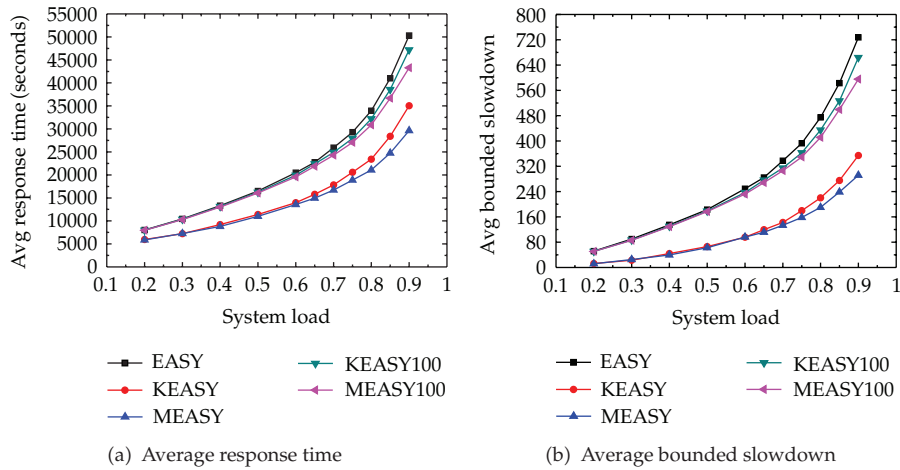 50000
55000
45000
40000
35000
30000
25000
20000
15000
10000
5000
0
Avg response time (seconds)
0.1 0.2 0.3 0.4 0.5 0.6 0.7 0.8 0.9 1
System load
EASY
KEASY
MEASY
KEASY100
MEASY100
(a) Average response time
800
720
640
560
480
400
320
240
160
80
0
Avg bounded slowdown
0.1 0.2 0.3 0.4 0.5 0.6 0.7 0.8 0.9 1
System load
EASY
KEASY
MEASY
KEASY100
MEASY100
(b) Average bounded slowdown